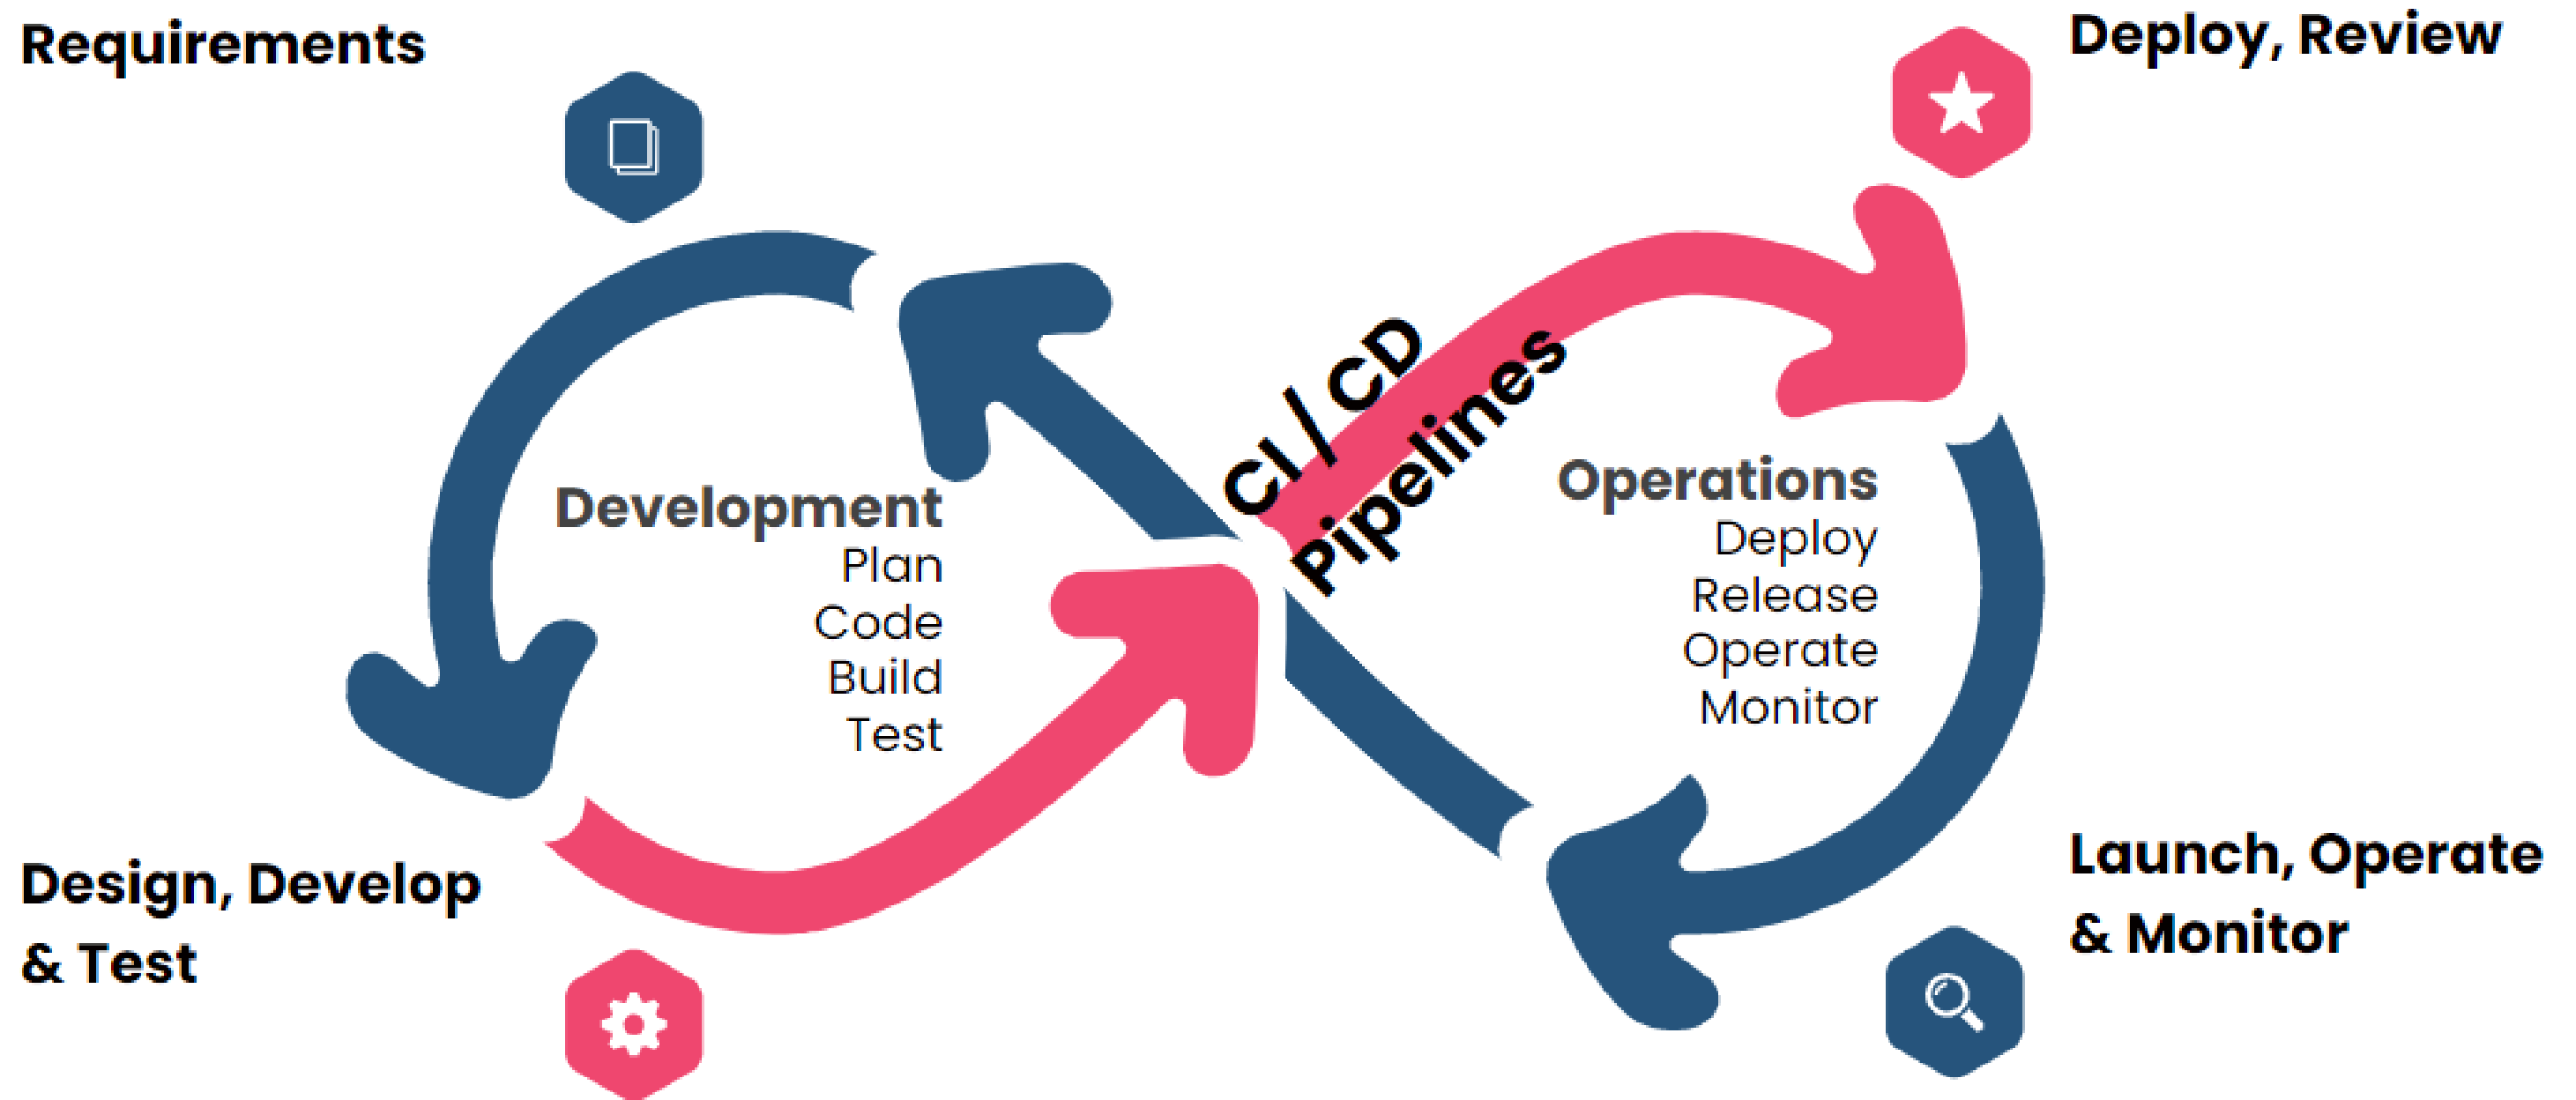 Requirements
Deploy, Review
CI / CD
Pipelines
Development
Plan
Code
Build
Test
Operations
Deploy
Release
Operate
Monitor
Design, Develop
& Test
Launch, Operate
& Monitor